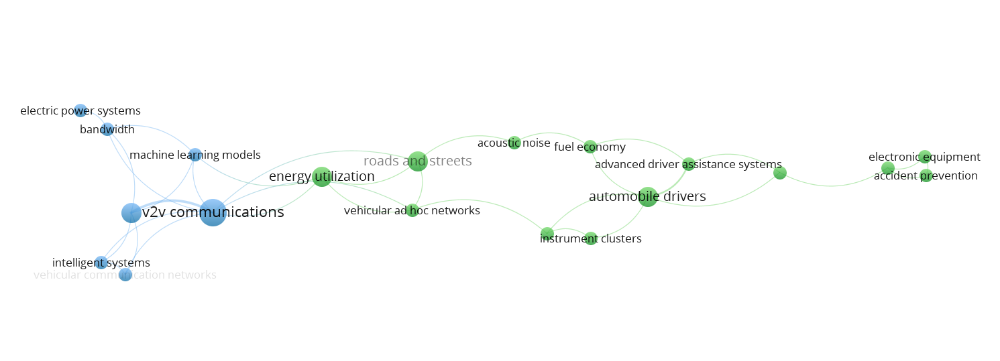 electric power systems
bandwidth
machine learning models
v2v communications
intelligent systems
vehicular communication networks
energy utilization
roads and streets
vehicular ad hoc networks
acoustic noise
fuel economy
advanced driver assistance systems
automobile drivers
instrument clusters
electronic equipment
accident prevention